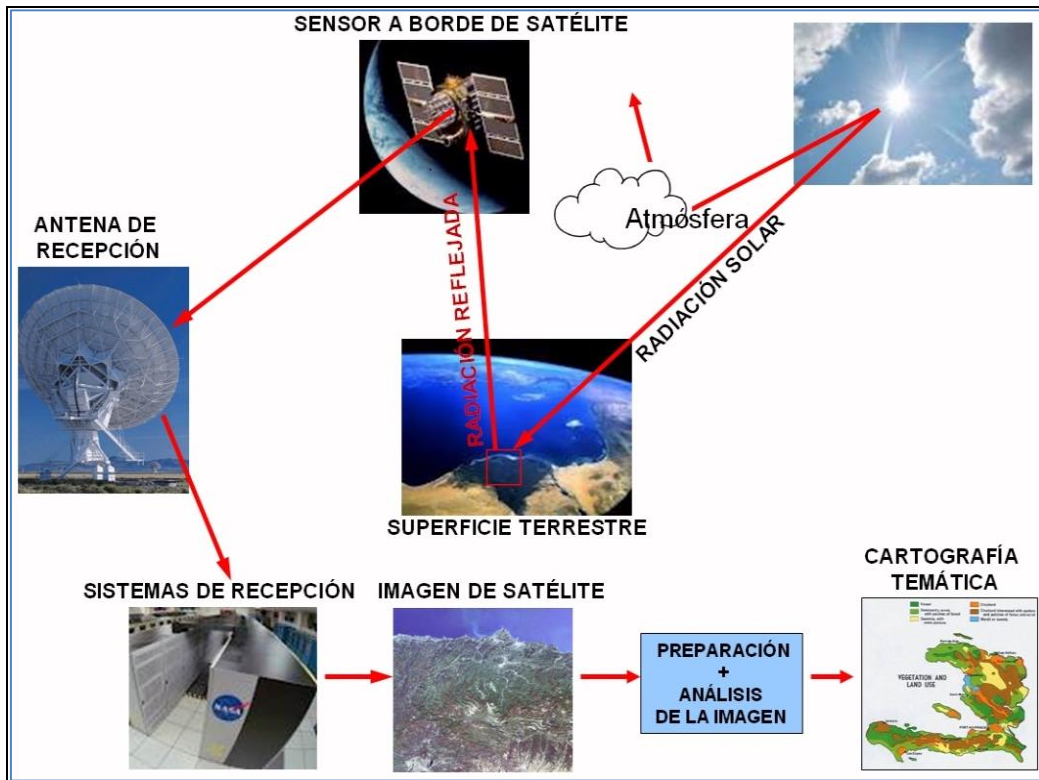 SENSOR A BORDE DE SATÉLITE
ANTENA DE
RECEPCIÓN
Atmósfera
RADIACIÓN REFLEJADA
RADIACIÓN SOLAR
SUPERFICIE TERRESTRE
SISTEMAS DE RECEPCIÓN
NASA
IMAGEN DE SATÉLITE
PREPARACIÓN
+
ANÁLISIS
DE LA IMAGEN
CARTOGRAFÍA
TEMÁTICA
VEGETATION AND
LAND USE